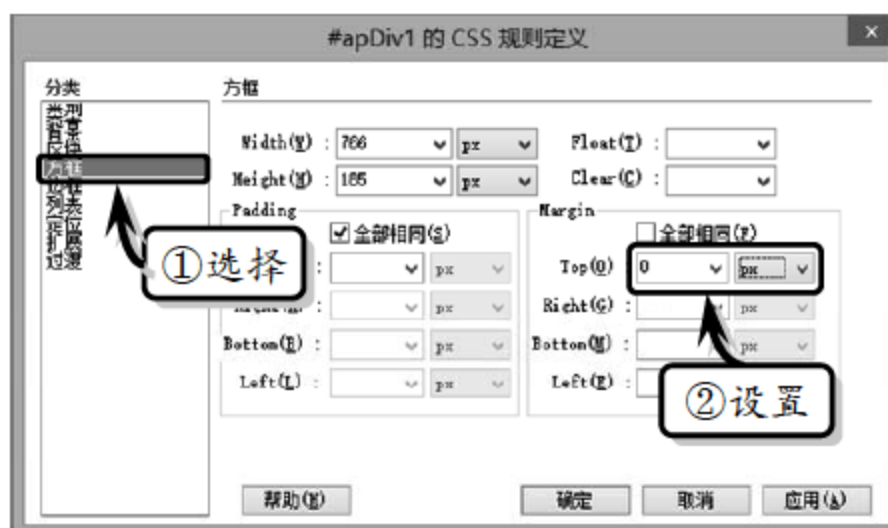 #apDiv1 的 CSS 规则定义
分类
方框
类型
背景
区块
方框
边框
列表
定位
扩展
过渡
Width(W) : 766 px Float(T) :
Height(H) : 185 px Clear(C) :
Padding Margin
全部相同(S) 全部相同(F)
: px Top(O) : 0 px
: px Right(G) : px
Bottom(B) : px Bottom(M) : px
Left(L) : px Left(E) :
①选择
②设置
帮助(H) 确定 取消 应用(A)